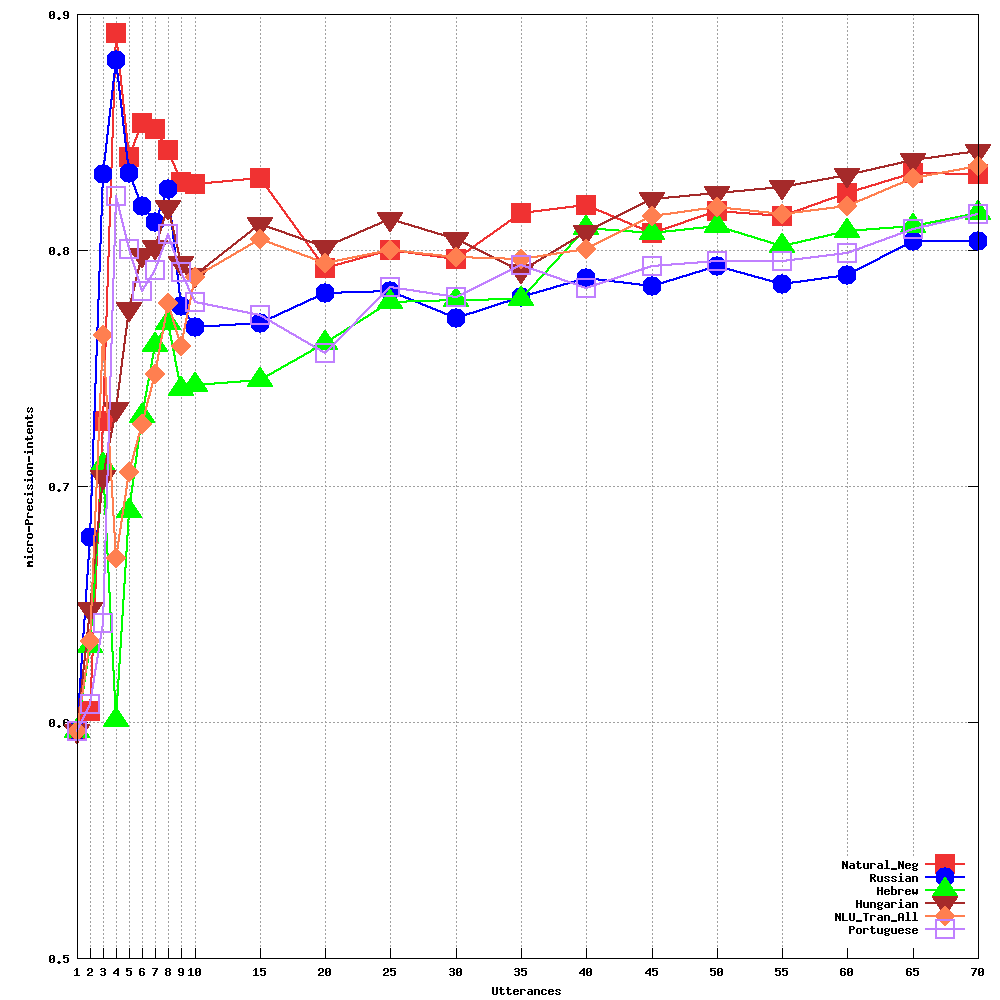 0.9
0.8
0.7
0.6
0.5
micro-Precision-intents
1 2 3 4 5 6 7 8 9 10 15 20 25 30 35 40 45 50 55 60 65 70
Utterances
Natural_Neg
Russian
Hebrew
Hungarian
NLU_Tran_All
Portuguese